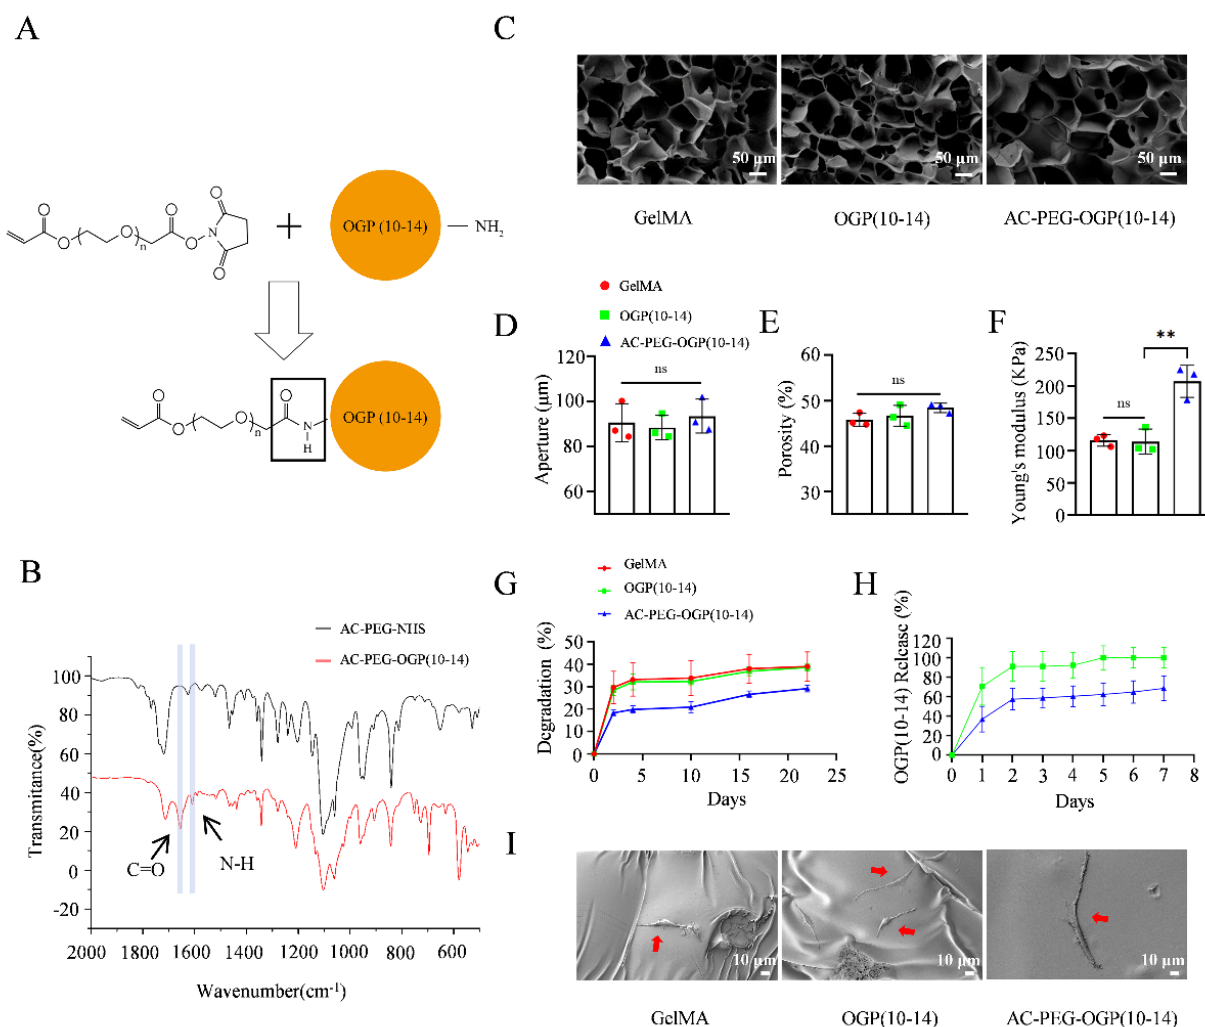 A
O
O
O
n
O
O
N
O
O
+
OGP (10-14)
NH2
O
O
O
n
O
N
H
OGP (10-14)
B
AC-PEG-NHS
AC-PEG-OGP(10-14)
Transmitance(%)
100
80
60
40
20
0
-20
C=O
N-H
2000 1800 1600 1400 1200 1000 800 600
Wavenumber(cm-1)
C
50 μm
50 μm
50 μm
GelMA
OGP(10-14)
AC-PEG-OGP(10-14)
GelMA
OGP(10-14)
AC-PEG-OGP(10-14)
D
Aperture (μm)
120
100
80
60
ns
E
Porosity (%)
60
50
40
30
ns
F
Young's modulus (KPa)
250
200
150
100
50
0
ns
**
G
GelMA
OGP(10-14)
AC-PEG-OGP(10-14)
Degradation (%)
50
40
30
20
10
0
0 5 10 15 20 25
Days
H
OGP(10-14) Release (%)
120
100
80
60
40
20
0
0 1 2 3 4 5 6 7 8
Days
I
10 μm
10 μm
10 μm
GelMA
OGP(10-14)
AC-PEG-OGP(10-14)